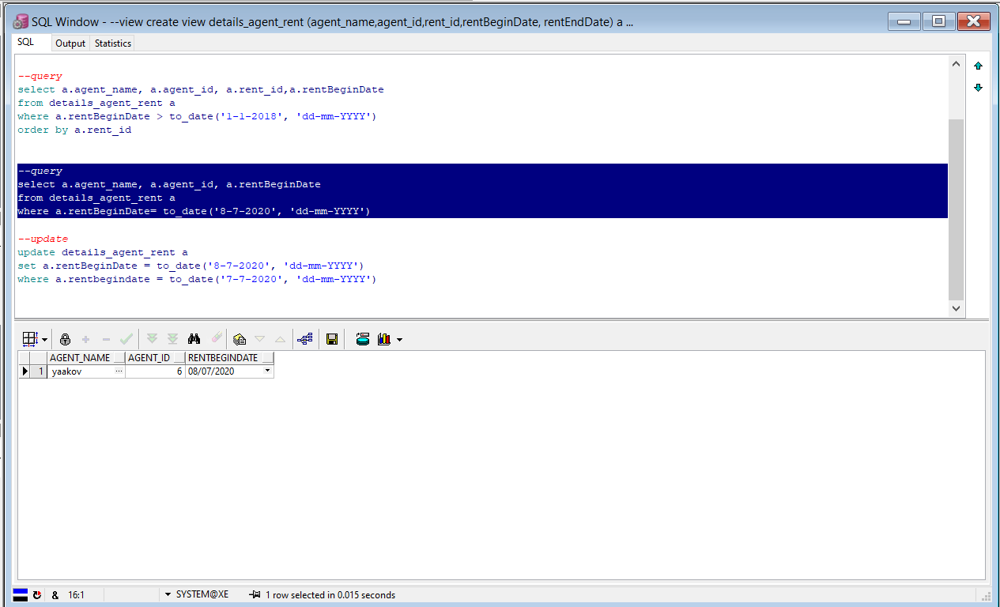 SQL Window - --view create view details_agent_rent (agent_name,agent_id,rent_id,rentBeginDate, rentEndDate) a ...
SQL Output Statistics
--query
select a.agent_name, a.agent_id, a.rent_id,a.rentBeginDate
from details_agent_rent a
where a.rentBeginDate > to_date('1-1-2018', 'dd-mm-YYYY')
order by a.rent_id
--query
select a.agent_name, a.agent_id, a.rentBeginDate
from details_agent_rent a
where a.rentBeginDate= to_date('8-7-2020', 'dd-mm-YYYY')
--update
update details_agent_rent a
set a.rentBeginDate = to_date('8-7-2020', 'dd-mm-YYYY')
where a.rentbegindate = to_date('7-7-2020', 'dd-mm-YYYY')
AGENT_NAME AGENT_ID RENTBEGINDATE
1 yaakov ... 6 08/07/2020
& 16:1 SYSTEM@XE 1 row selected in 0.015 seconds